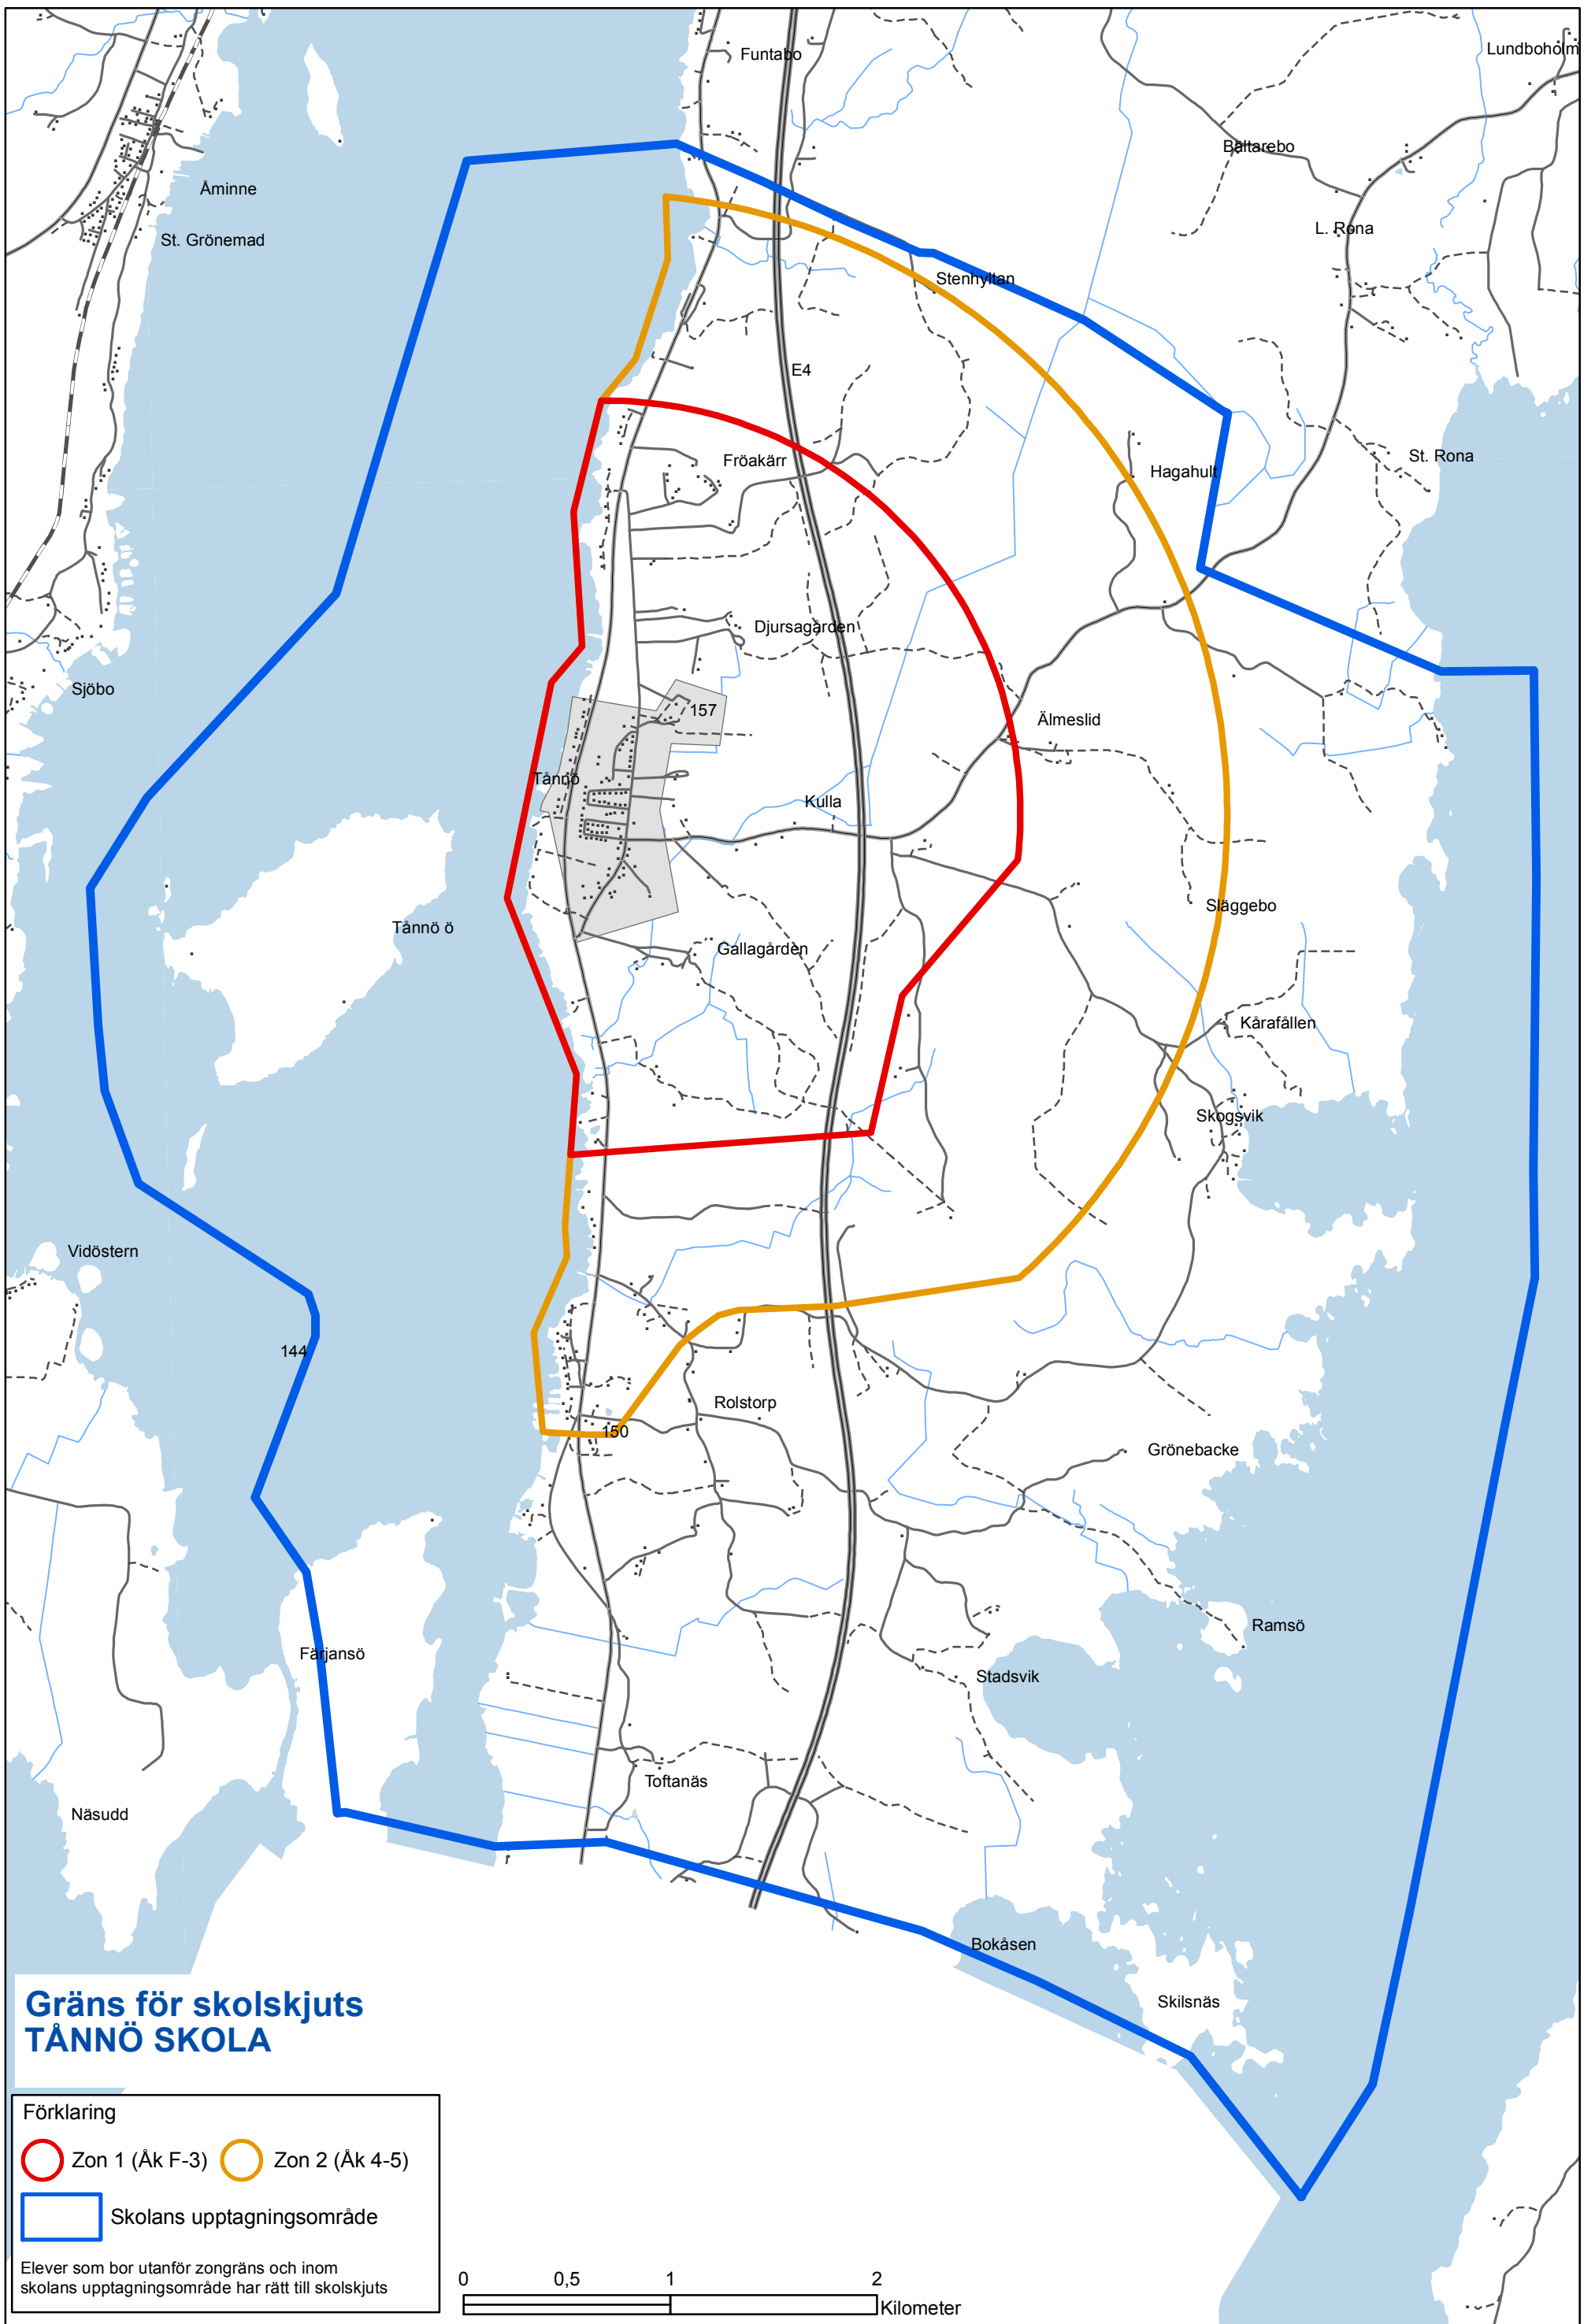 Funtabo
Lundboholm
Bältarebo
Åminne
L. Rona
St. Grönemad
Stenhyltan
E4
St. Rona
Fröakärr
Hagahult
Djursagården
Sjöbo
157
Älmeslid
Tånnö
Kulla
Släggebo
Tånnö ö
Gallagården
Kårafållen
Skogsvik
Vidöstern
144
Rolstorp
150
Grönebacke
Ramsö
Färjansö
Stadsvik
Toftanäs
Näsudd
Bokåsen
Skilsnäs
Gräns för skolskjuts
TÅNNÖ SKOLA
Förklaring
Zon 1 (Åk F-3) Zon 2 (Åk 4-5)
Skolans upptagningsområde
Elever som bor utanför zongräns och inom
skolans upptagningsområde har rätt till skolskjuts
0 0,5 1 2
Kilometer